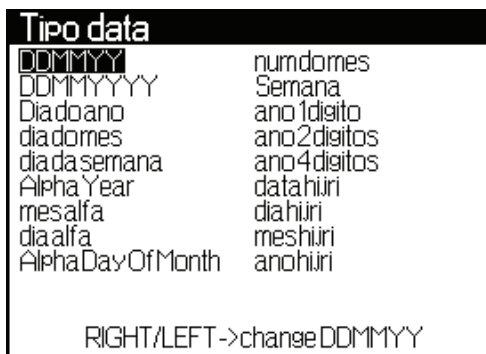 Tipo data
DDMMYY
DDMMYYYY
Diadoano
diadomes
diadasemana
AlphaYear
mesalfa
diaalfa
AlphaDayOfMonth
numdomes
Semana
ano1digito
ano2digitos
ano4digitos
datahijri
diahijri
meshijri
anohijri
RIGHT/LEFT->change DDMMYY